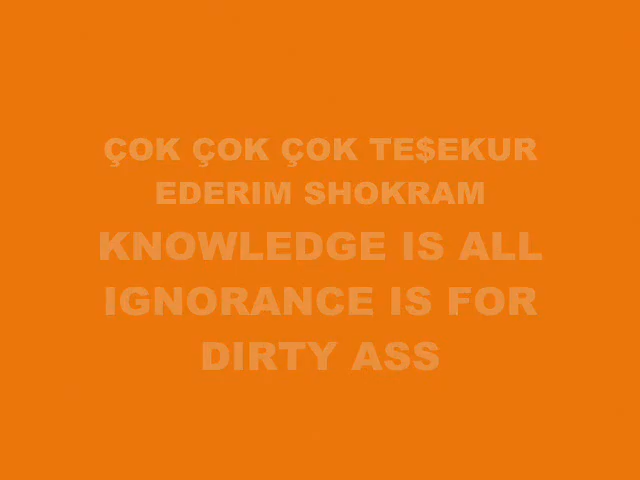 ÇOK ÇOK ÇOK TE$EKUR
EDERIM SHOKRAM
KNOWLEDGE IS ALL
IGNORANCE IS FOR
DIRTY ASS